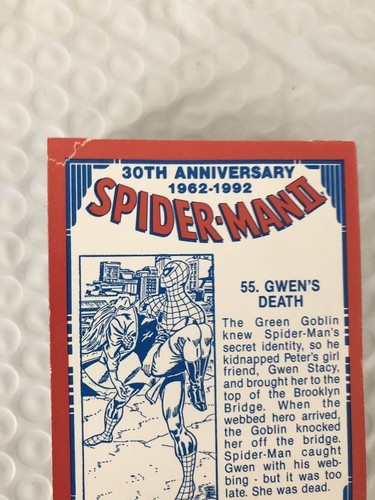 30TH ANNIVERSARY
1962-1992
SPIDER-MAN II
55. GWEN'S
DEATH
The Green Goblin
knew Spider-Man's
secret identity, so he
kidnapped Peter's girl
friend, Gwen Stacy,
and brought her to the
top of the Brooklyn
Bridge. When the
webbed hero arrived,
the Goblin knocked
her off the bridge.
Spider-Man caught
Gwen with his web-
bing - but it was too
late. She was dead.